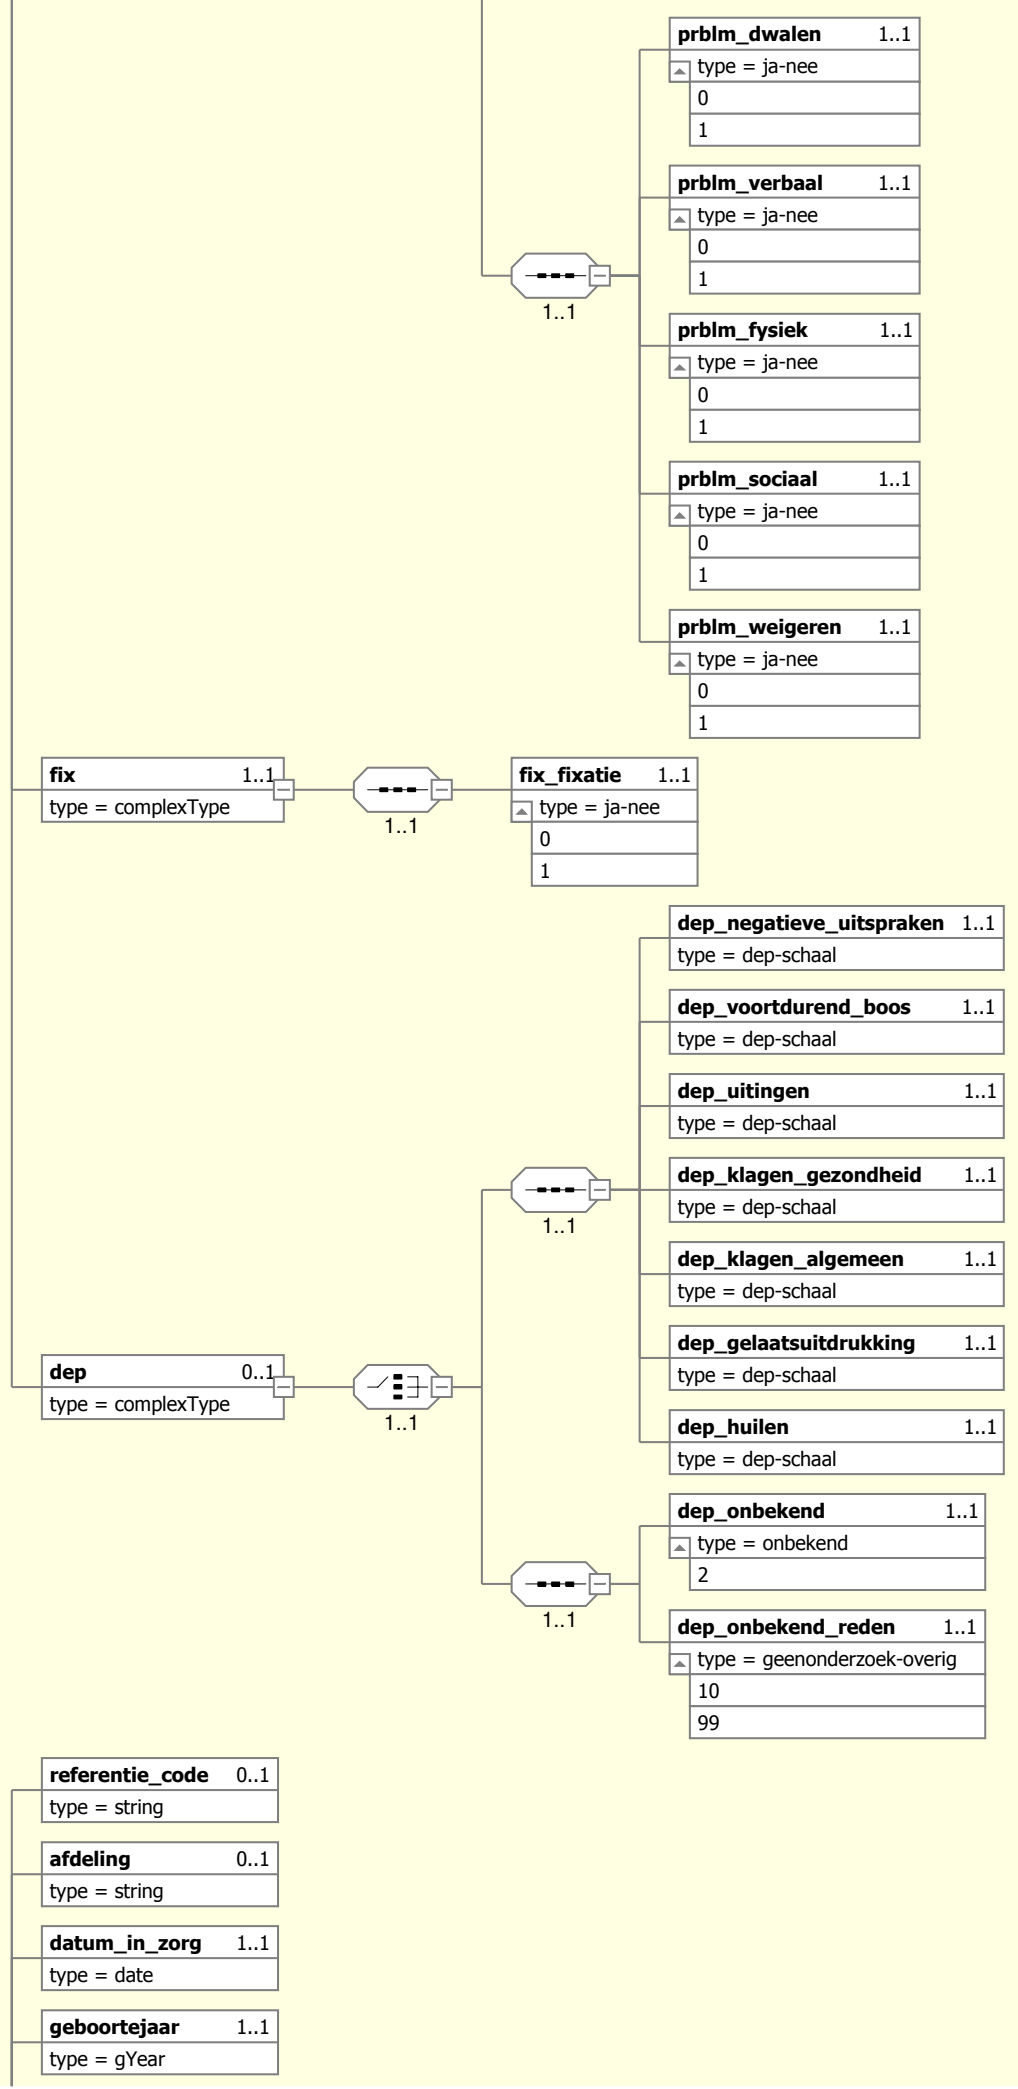 prblm_dwalen 1..1
type = ja-nee
0
1
prblm_verbaal 1..1
type = ja-nee
0
1
1..1
prblm_fysiek 1..1
type = ja-nee
0
1
prblm_sociaal 1..1
type = ja-nee
0
1
prblm_weigeren 1..1
type = ja-nee
0
1
fix 1..1
type = complexType
1..1
fix_fixatie 1..1
type = ja-nee
0
1
dep_negatieve_uitspraken 1..1
type = dep-schaal
dep_voortdurend_boos 1..1
type = dep-schaal
dep_uitingen 1..1
type = dep-schaal
dep_klagen_gezondheid 1..1
type = dep-schaal
1..1
dep_klagen_algemeen 1..1
type = dep-schaal
dep_gelaatsuitdrukking 1..1
type = dep-schaal
dep 0..1
type = complexType
1..1
dep_huilen 1..1
type = dep-schaal
dep_onbekend 1..1
type = onbekend
2
1..1
dep_onbekend_reden 1..1
type = geenonderzoek-overig
10
99
referentie_code 0..1
type = string
afdeling 0..1
type = string
datum_in_zorg 1..1
type = date
geboortejaar 1..1
type = gYear